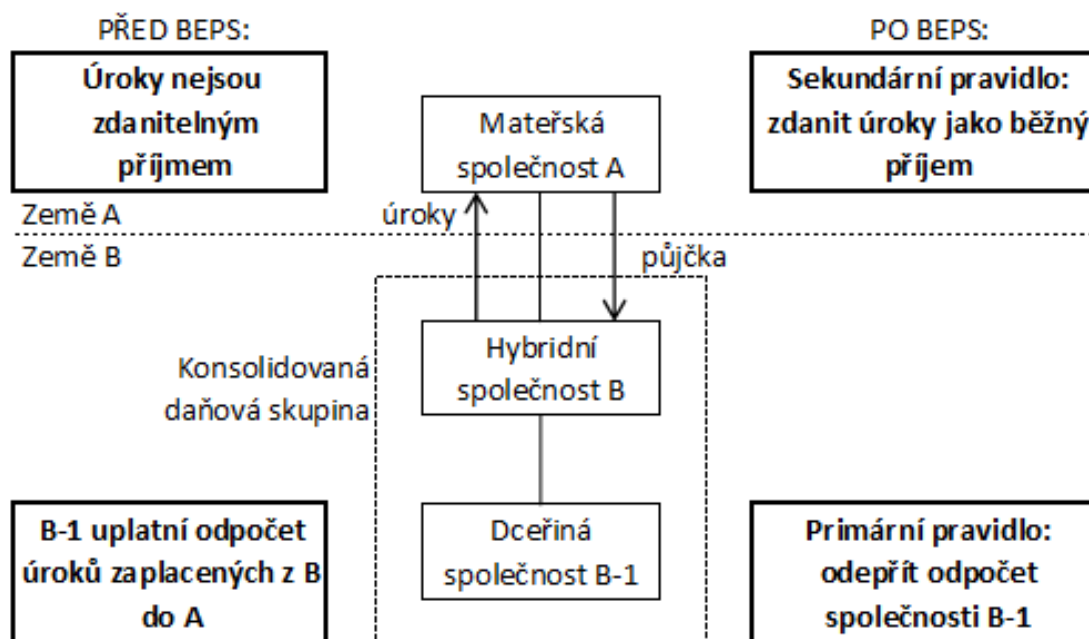 PŘED BEPS:
PO BEPS:
Úroky nejsou
zdanitelným
příjmem
Mateřská
společnost A
Sekundární pravidlo:
zdanit úroky jako běžný
příjem
Země A
úroky
Země B
půjčka
Konsolidovaná
daňová skupina
Hybridní
společnost B
B-1 uplatní odpočet
úroků zaplacených z B
do A
Dceřiná
společnost B-1
Primární pravidlo:
odepřít odpočet
společnosti B-1